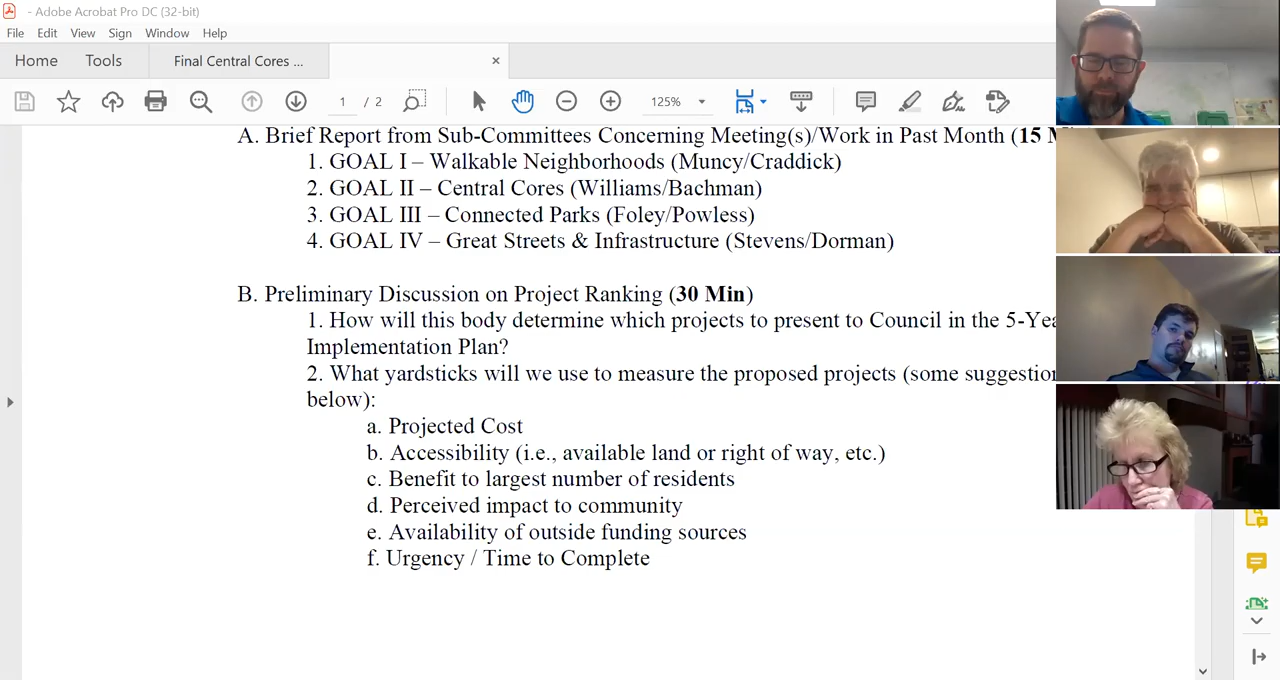 - Adobe Acrobat Pro DC (32-bit)
File Edit View Sign Window Help
Home Tools Final Central Cores ... ×
1 / 2 125%
A. Brief Report from Sub-Committees Concerning Meeting(s)/Work in Past Month (15
1. GOAL I – Walkable Neighborhoods (Muncy/Craddick)
2. GOAL II – Central Cores (Williams/Bachman)
3. GOAL III – Connected Parks (Foley/Powless)
4. GOAL IV – Great Streets & Infrastructure (Stevens/Dorman)
B. Preliminary Discussion on Project Ranking (30 Min)
1. How will this body determine which projects to present to Council in the
Implementation Plan?
2. What yardsticks will we use to measure the proposed projects (some
below):
a. Projected Cost
b. Accessibility (i.e., available land or right of way, etc.)
c. Benefit to largest number of residents
d. Perceived impact to community
e. Availability of outside funding sources
f. Urgency / Time to Complete